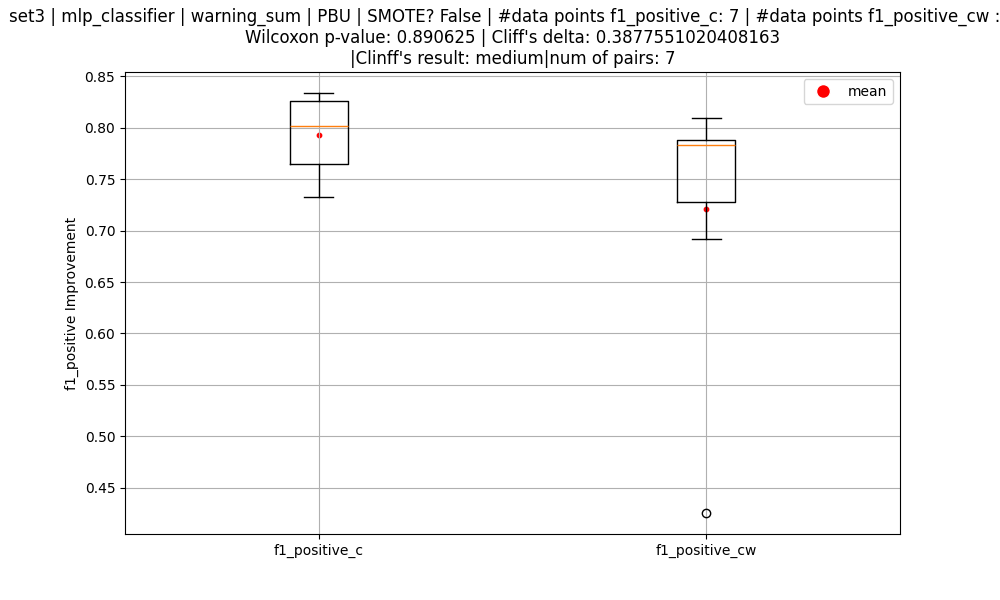 set3 | mlp_classifier | warning_sum | PBU | SMOTE? False | #data points f1_positive_c: 7 | #data points f1_positive_cw :
Wilcoxon p-value: 0.890625 | Cliff's delta: 0.3877551020408163
|Clinff's result: medium|num of pairs: 7
mean
0.85
0.80
0.75
0.70
0.65
0.60
0.55
0.50
0.45
f1_positive Improvement
f1_positive_c
f1_positive_cw